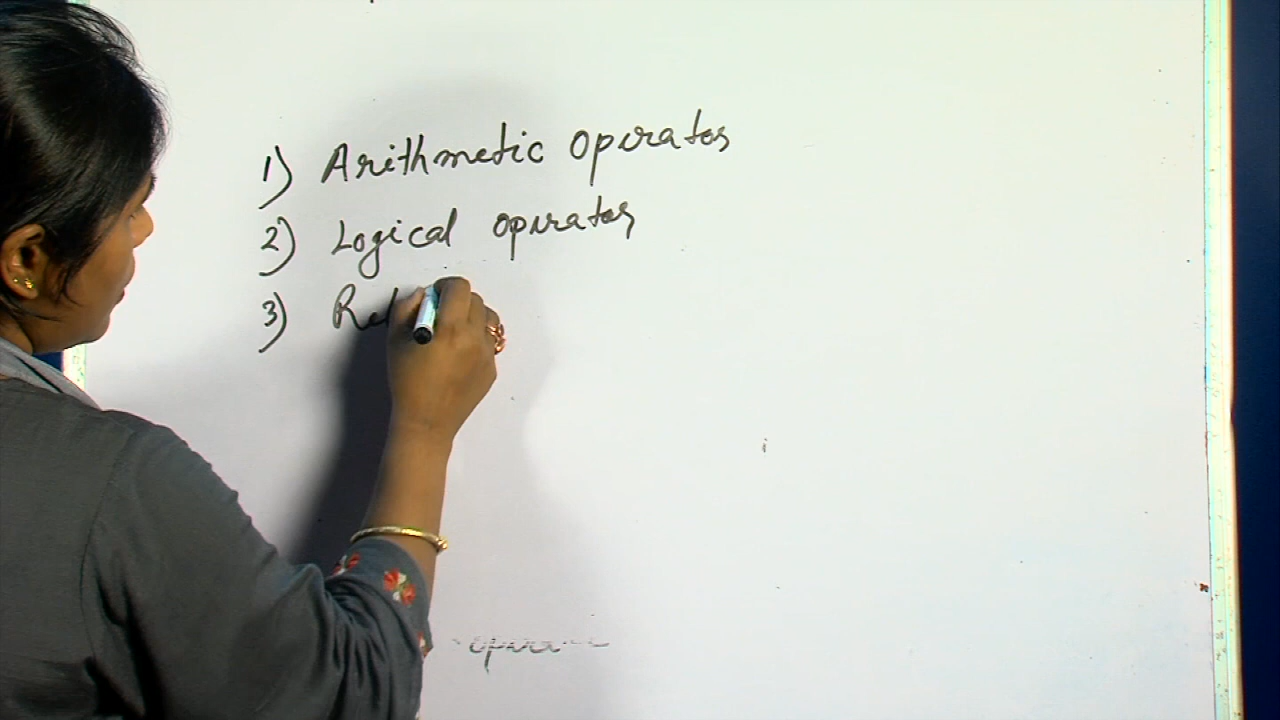 1) Arithmetic Operators
2) Logical operators
3) Rel